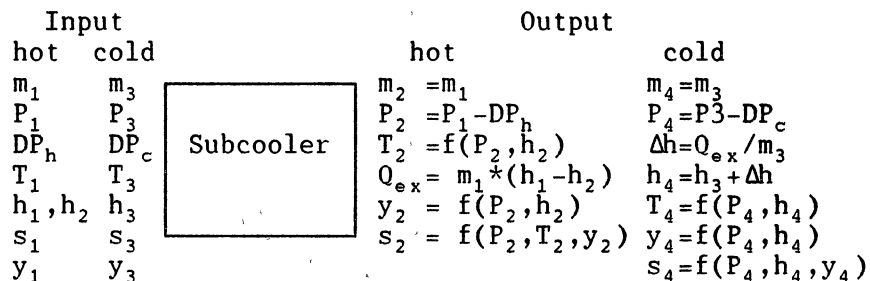 Input Output
hot cold hot cold
m₁ m₃ m₂ =m₁ m₄=m₃
P₁ P₃ P₂ =P₁-DPₕ P₄=P3-DP_c
DPₕ DP_c Subcooler T₂ =f(P₂,h₂) Δh=Qₑₓ/m₃
T₁ T₃ Qₑₓ= m₁*(h₁-h₂) h₄=h₃+Δh
h₁,h₂ h₃ y₂ = f(P₂,h₂) T₄=f(P₄,h₄)
s₁ s₃ s₂ = f(P₂,T₂,y₂) y₄=f(P₄,h₄)
y₁ y₃ s₄=f(P₄,h₄,y₄)